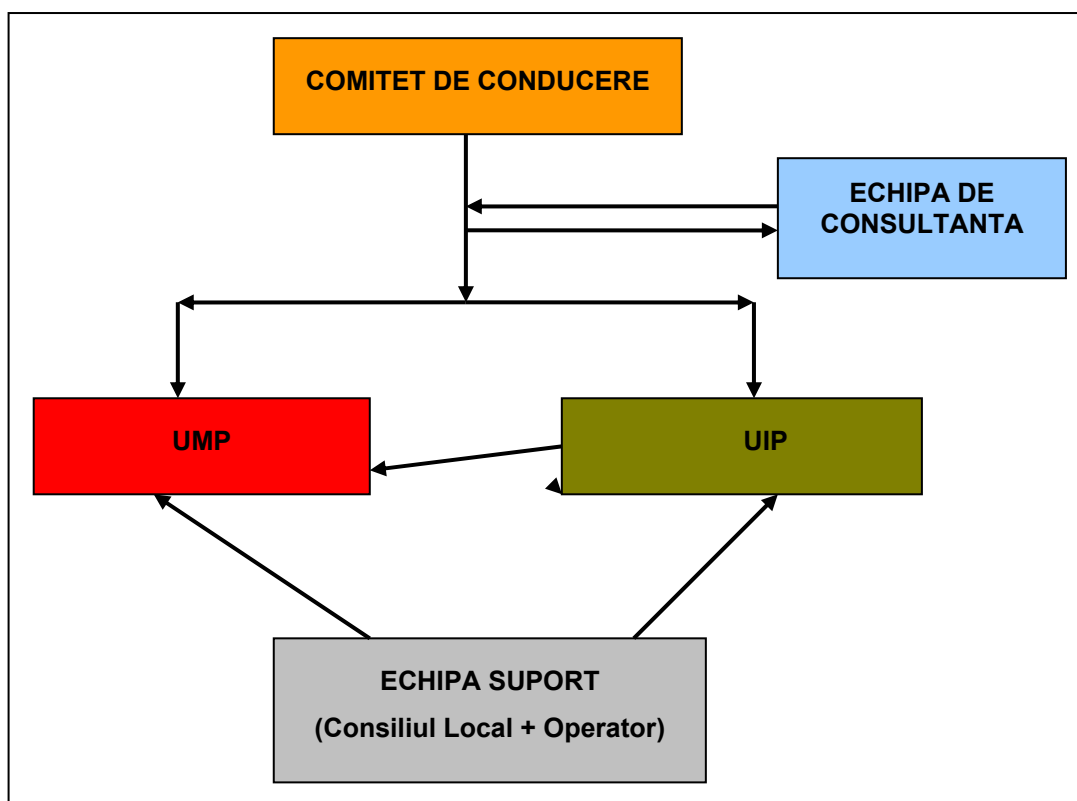 COMITET DE CONDUCERE
ECHIPA DE
CONSULTANTA
UMP
UIP
ECHIPA SUPORT
(Consiliul Local + Operator)